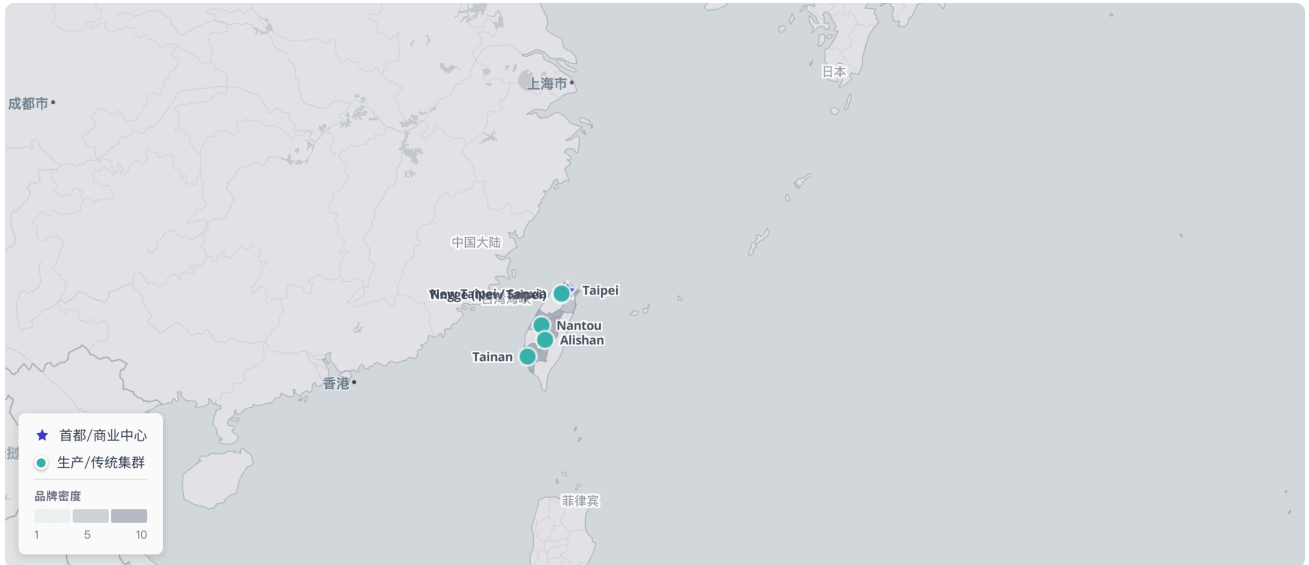 日本
上海市
成都市
中国大陆
Taipei
Nantou
Alishan
Tainan
香港
菲律宾
首都/商业中心
生产/传统集群
品牌密度
1 5 10